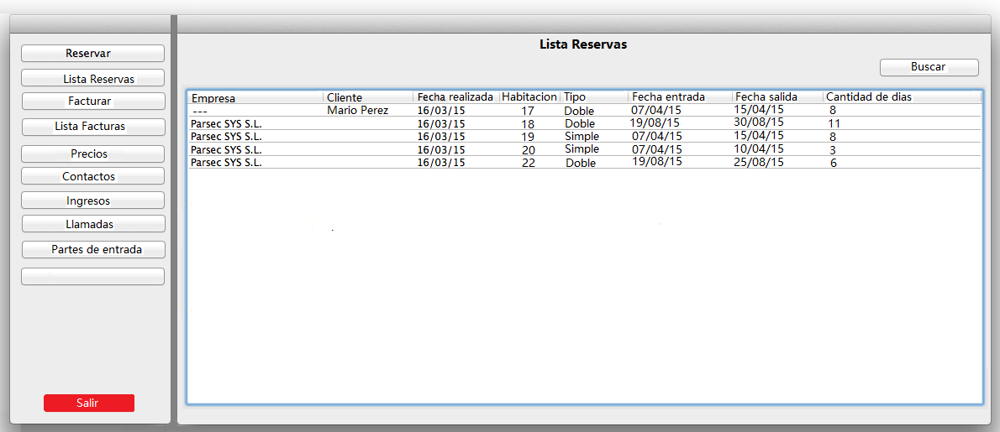 Reservar
Lista Reservas
Facturar
Lista Facturas
Precios
Contactos
Ingresos
Llamadas
Partes de entrada
Salir
Lista Reservas
Buscar
Empresa Cliente Fecha realizada Habitacion Tipo Fecha entrada Fecha salida Cantidad de dias
--- Mario Perez 16/03/15 17 Doble 07/04/15 15/04/15 8
Parsec SYS S.L. 16/03/15 18 Doble 19/08/15 30/08/15 11
Parsec SYS S.L. 16/03/15 19 Simple 07/04/15 15/04/15 8
Parsec SYS S.L. 16/03/15 20 Simple 07/04/15 10/04/15 3
Parsec SYS S.L. 16/03/15 22 Doble 19/08/15 25/08/15 6